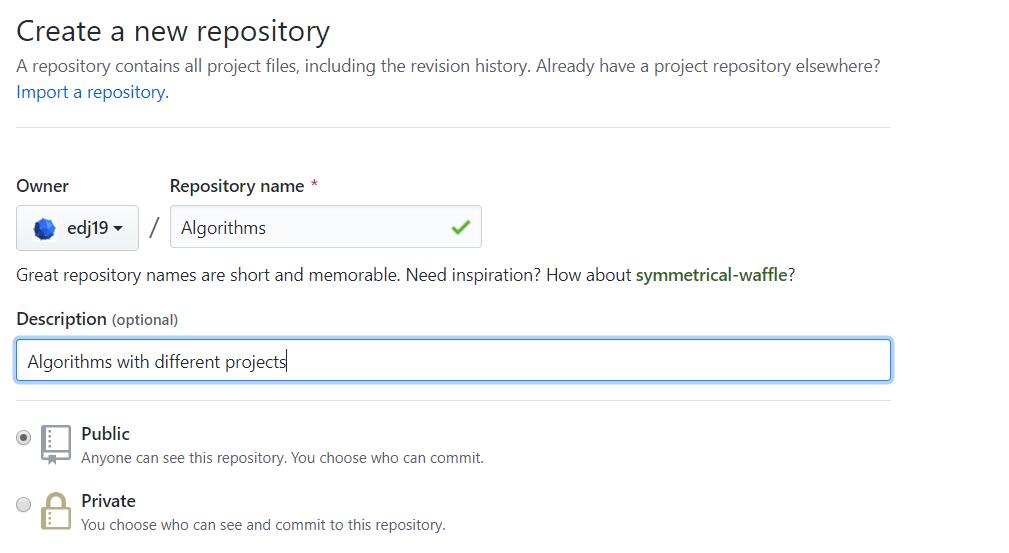 Create a new repository
A repository contains all project files, including the revision history. Already have a project repository elsewhere?
Import a repository.
Owner
Repository name *
edj19 / Algorithms
Great repository names are short and memorable. Need inspiration? How about symmetrical-waffle?
Description (optional)
Algorithms with different projects
Public
Anyone can see this repository. You choose who can commit.
Private
You choose who can see and commit to this repository.